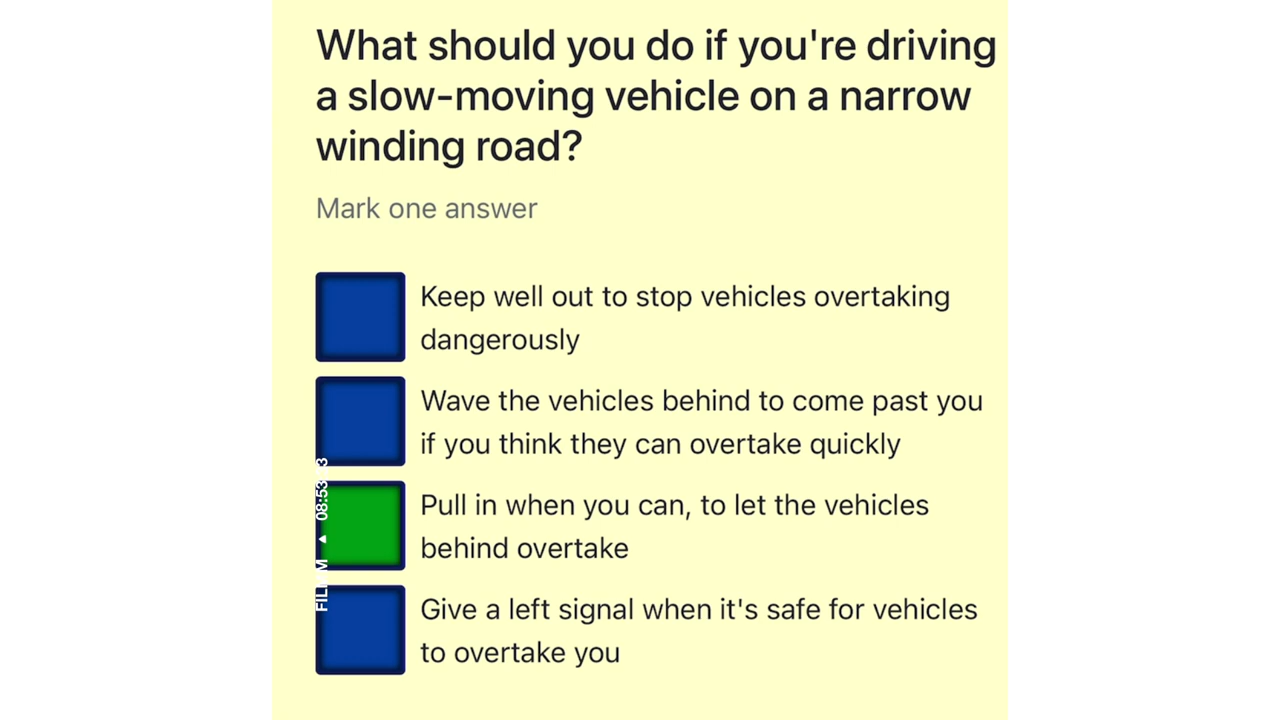 What should you do if you're driving
a slow-moving vehicle on a narrow
winding road?
Mark one answer
Keep well out to stop vehicles overtaking
dangerously
Wave the vehicles behind to come past you
if you think they can overtake quickly
Pull in when you can, to let the vehicles
behind overtake
Give a left signal when it's safe for vehicles
to overtake you